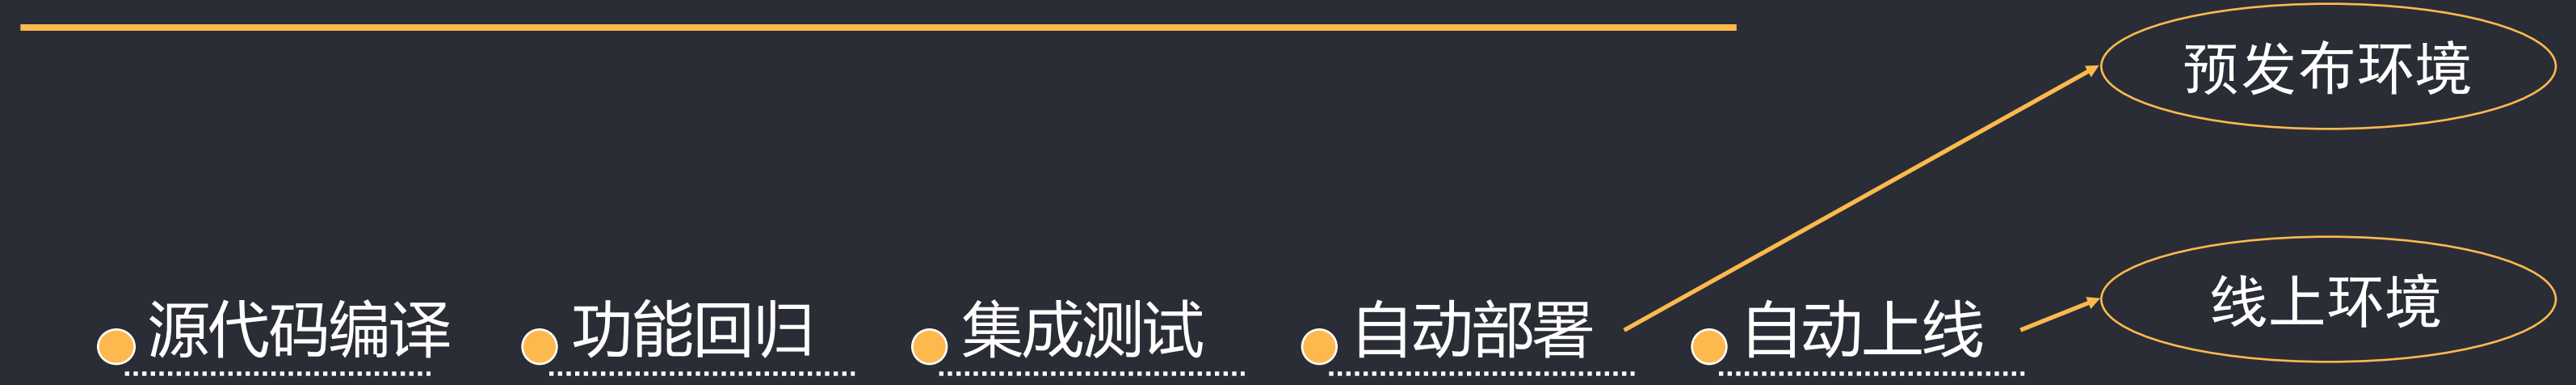 预发布环境
线上环境
源代码编译
功能回归
集成测试
自动部署
自动上线